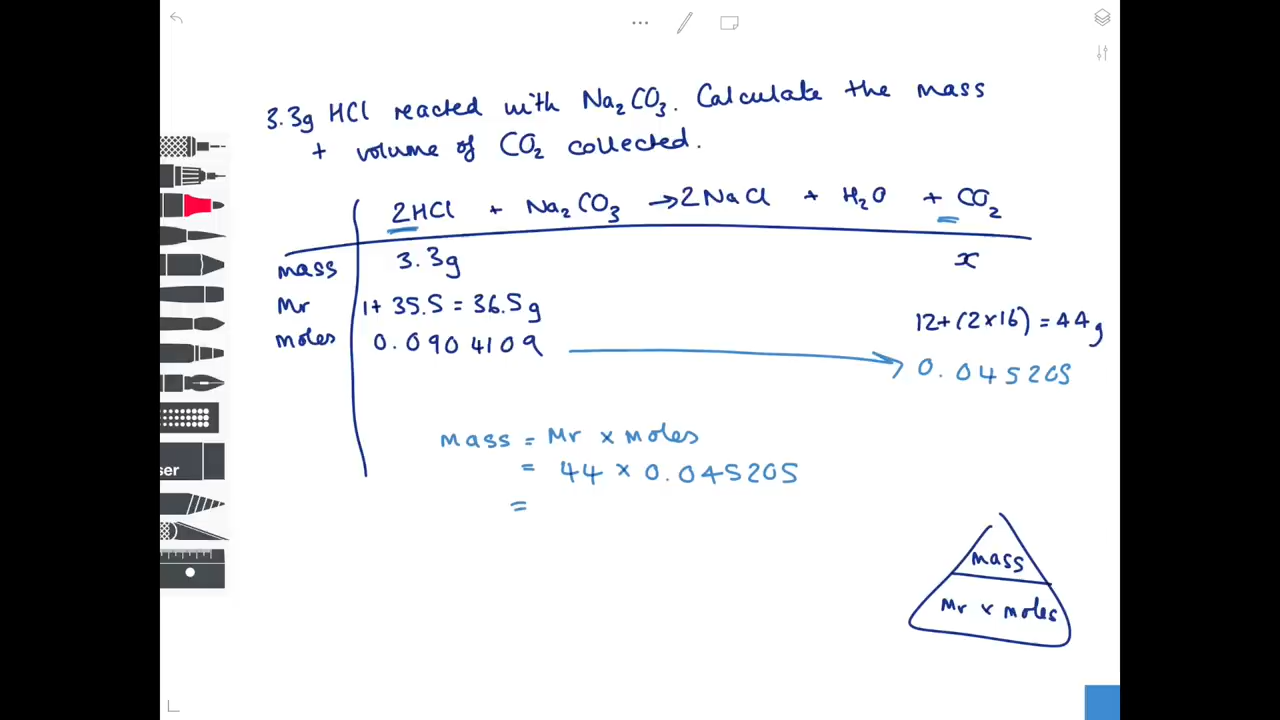 3.3g HCl reacted with Na₂CO₃. Calculate the mass
+ volume of CO₂ collected.
2HCl + Na₂CO₃ → 2NaCl + H₂O + CO₂
mass 3.3g x
Mr 1+ 35.5 = 36.5g 12+(2×16) = 44g
moles 0.0904109 0.045205
mass = Mr × moles
= 44 × 0.045205
=
mass
Mr × moles
ser